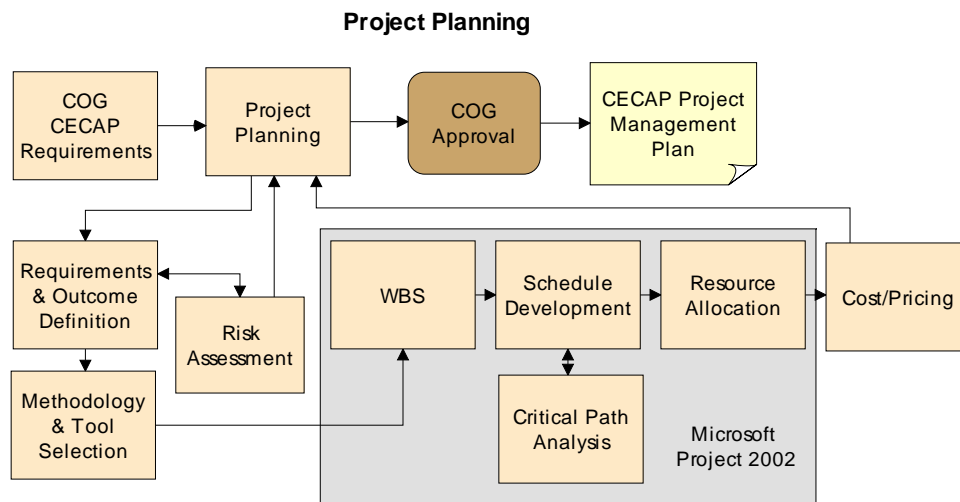 Project Planning
COG
CECAP
Requirements
Project
Planning
COG
Approval
CECAP Project
Management
Plan
Requirements
& Outcome
Definition
Risk
Assessment
WBS
Schedule
Development
Resource
Allocation
Cost/Pricing
Methodology
& Tool
Selection
Critical Path
Analysis
Microsoft
Project 2002